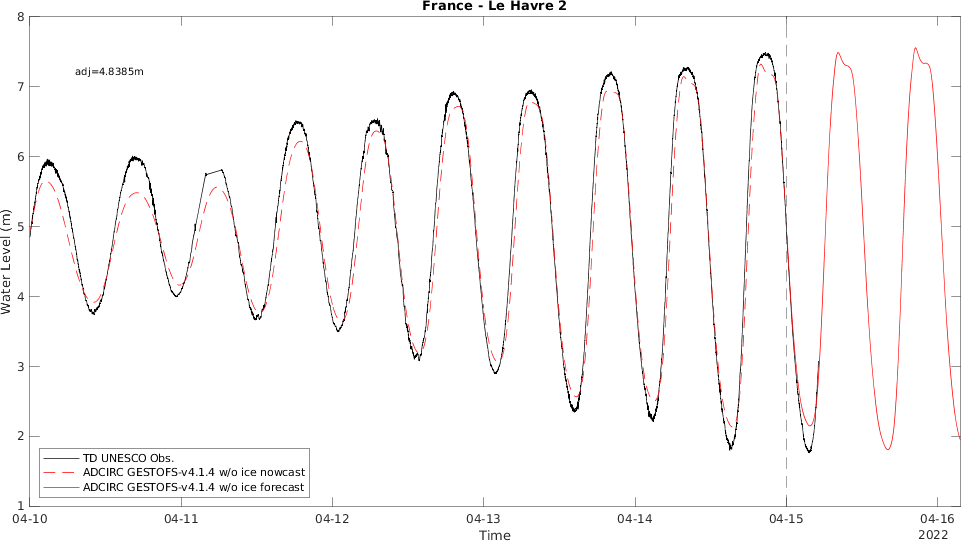 France - Le Havre 2
8
adj=4.8385m
7
6
5
Water Level (m)
4
3
2
1
TD UNESCO Obs.
ADCIRC GESTOFS-v4.1.4 w/o ice nowcast
ADCIRC GESTOFS-v4.1.4 w/o ice forecast
04-10 04-11 04-12 04-13 04-14 04-15 04-16
Time
2022